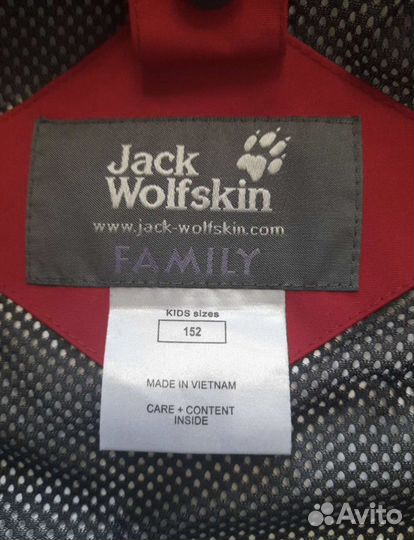 Jack
Wolfskin
www.jack-wolfskin.com
FAMILY
KIDS sizes
152
MADE IN VIETNAM
CARE + CONTENT
INSIDE
Avito